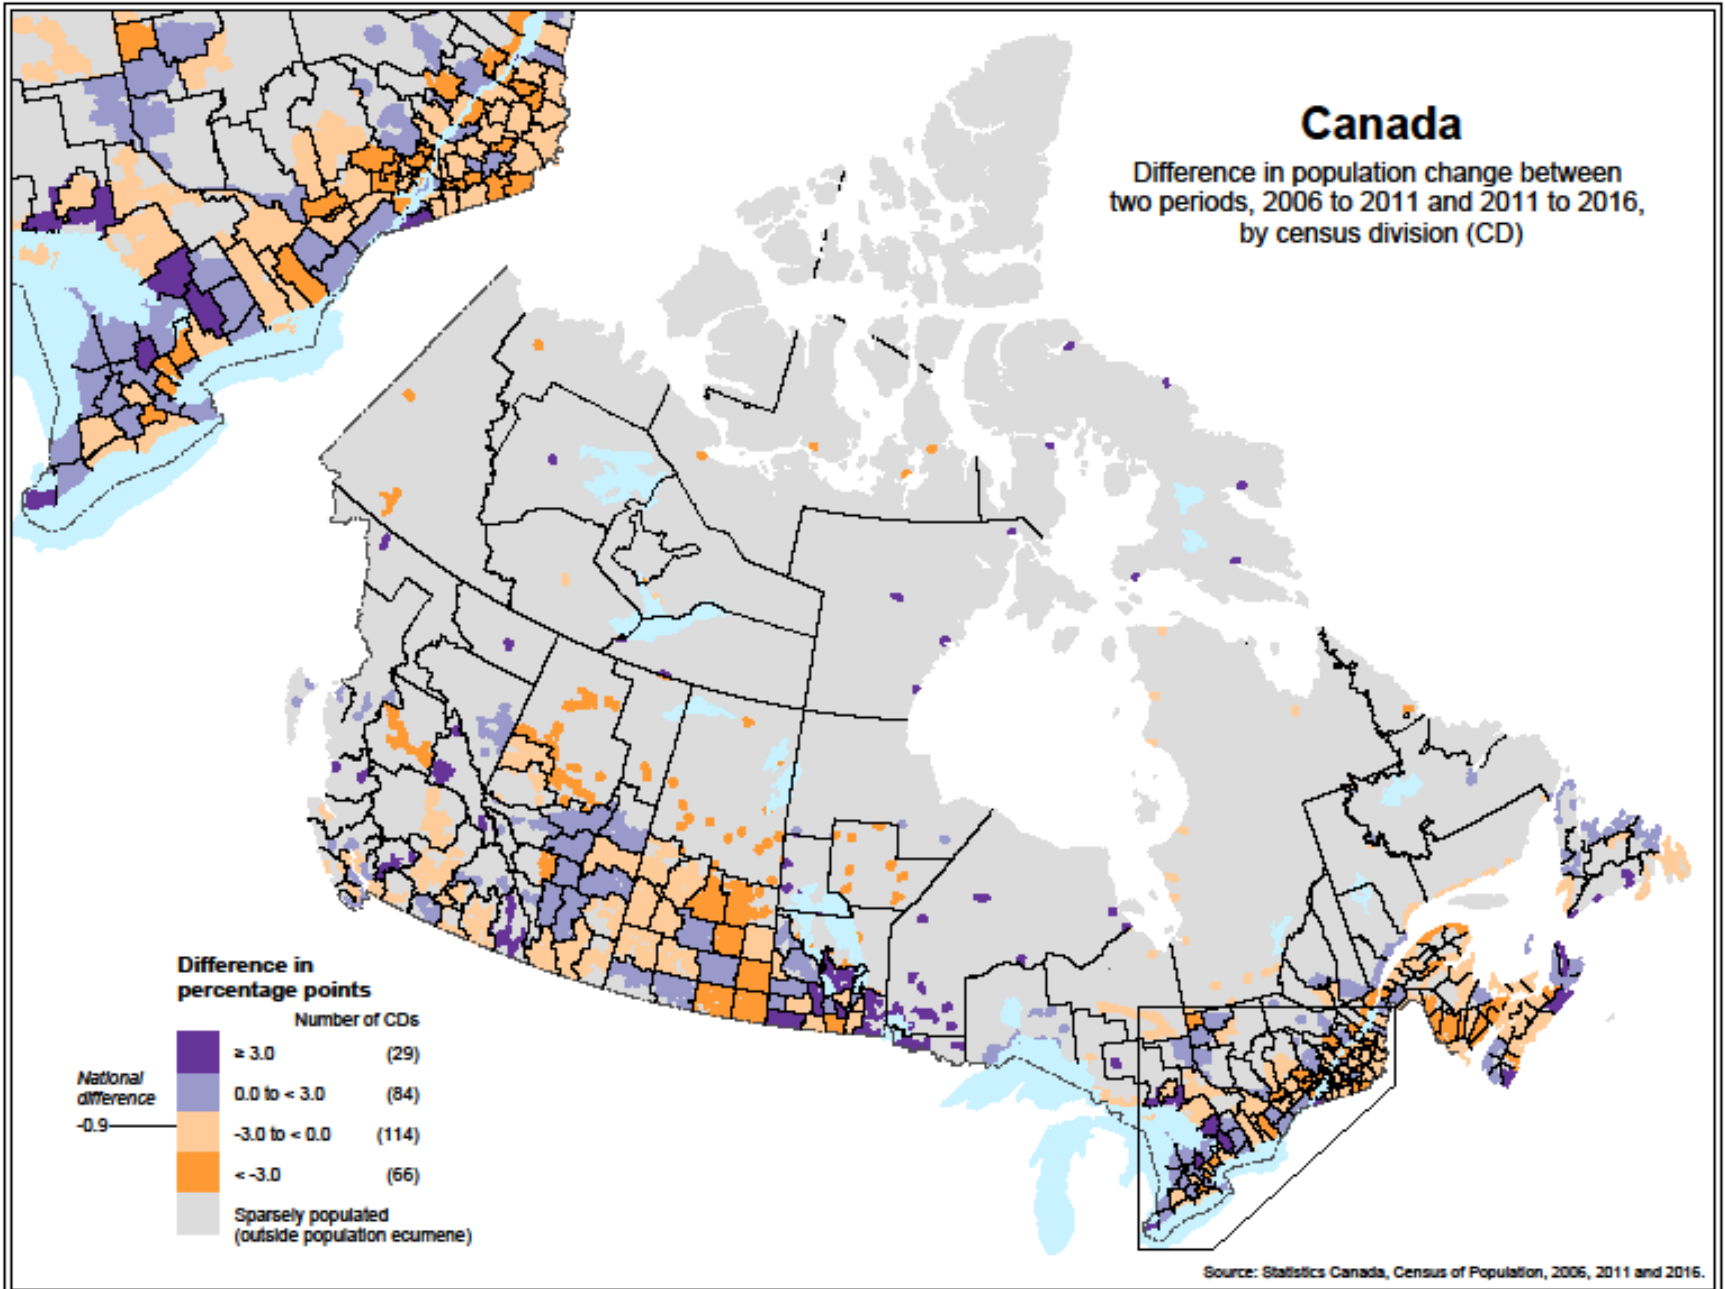 Canada
Difference in population change between
two periods, 2006 to 2011 and 2011 to 2016,
by census division (CD)
Difference in
percentage points
Number of CDs
≥ 3.0 (29)
0.0 to < 3.0 (84)
National
difference
-0.9
-3.0 to < 0.0 (114)
< -3.0 (66)
Sparsely populated
(outside population ecumene)
Source: Statistics Canada, Census of Population, 2006, 2011 and 2016.